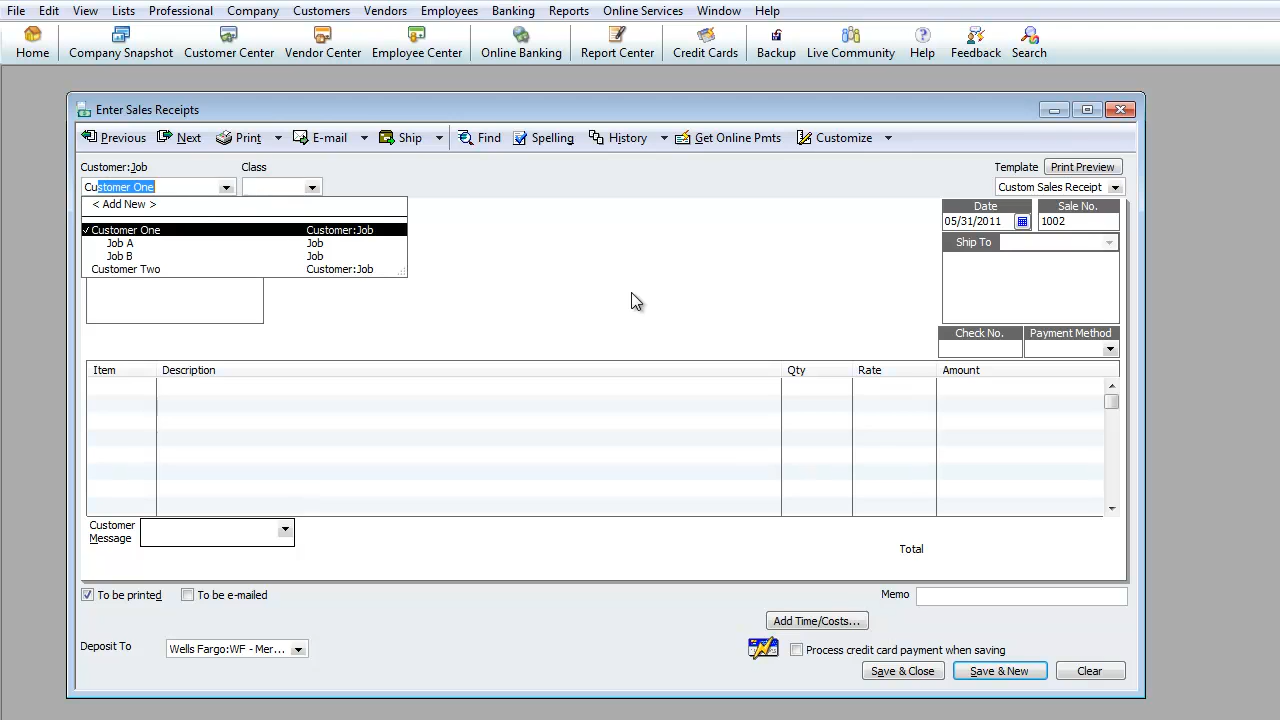 File Edit View Lists Professional Company Customers Vendors Employees Banking Reports Online Services Window Help
Home Company Snapshot Customer Center Vendor Center Employee Center Online Banking Report Center Credit Cards Backup Live Community Help Feedback Search
Enter Sales Receipts
Previous Next Print E-mail Ship Find Spelling History Get Online Pmts Customize
Customer:Job Class Template Print Preview
Customer One Custom Sales Receipt
< Add New > Date Sale No.
05/31/2011 1002
✓ Customer One Customer:Job
Job A Job Ship To
Job B Job
Customer Two Customer:Job
Check No. Payment Method
Item Description Qty Rate Amount
Customer
Message
Total
To be printed To be e-mailed Memo
Add Time/Costs...
Deposit To Wells Fargo:WF - Mer... Process credit card payment when saving
Save & Close Save & New Clear